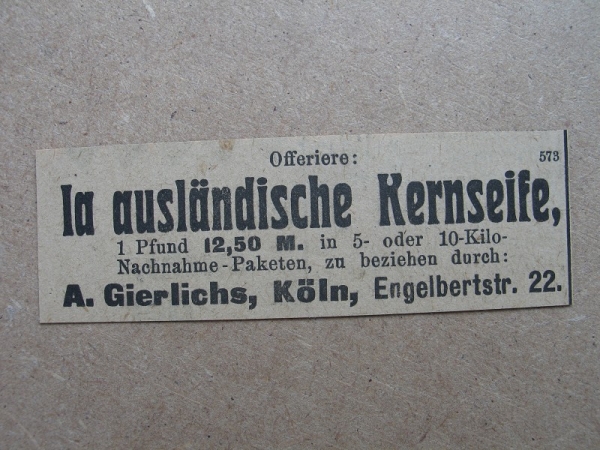 Offeriere: 573
Ia ausländische Kernseife,
1 Pfund 12,50 M. in 5- oder 10-Kilo-
Nachnahme-Paketen, zu beziehen durch:
A. Gierlichs, Köln, Engelbertstr. 22.